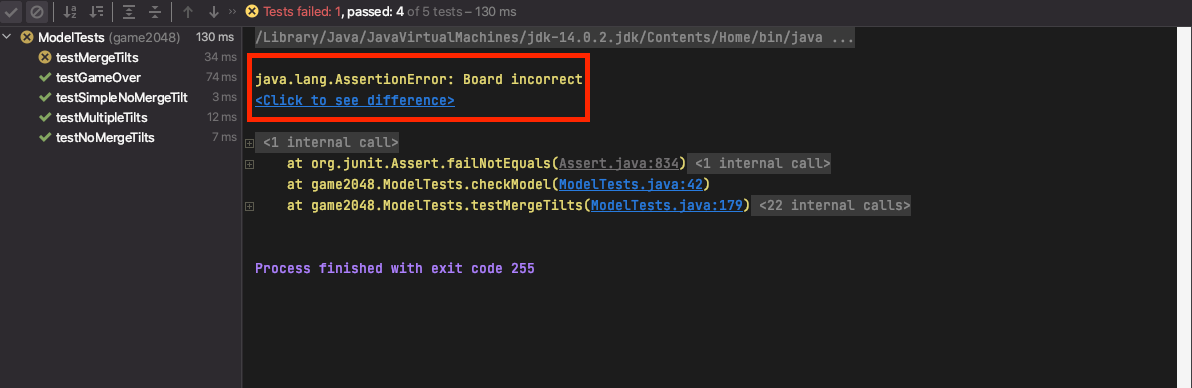 Tests failed: 1, passed: 4 of 5 tests – 130 ms
ModelTests (game2048) 130 ms
testMergeTilts 34 ms
testGameOver 74 ms
testSimpleNoMergeTilt 3 ms
testMultipleTilts 12 ms
testNoMergeTilts 7 ms
/Library/Java/JavaVirtualMachines/jdk-14.0.2.jdk/Contents/Home/bin/java ...
java.lang.AssertionError: Board incorrect
<Click to see difference>
<1 internal call>
at org.junit.Assert.failNotEquals(Assert.java:834) <1 internal call>
at game2048.ModelTests.checkModel(ModelTests.java:42)
at game2048.ModelTests.testMergeTilts(ModelTests.java:179) <22 internal calls>
Process finished with exit code 255